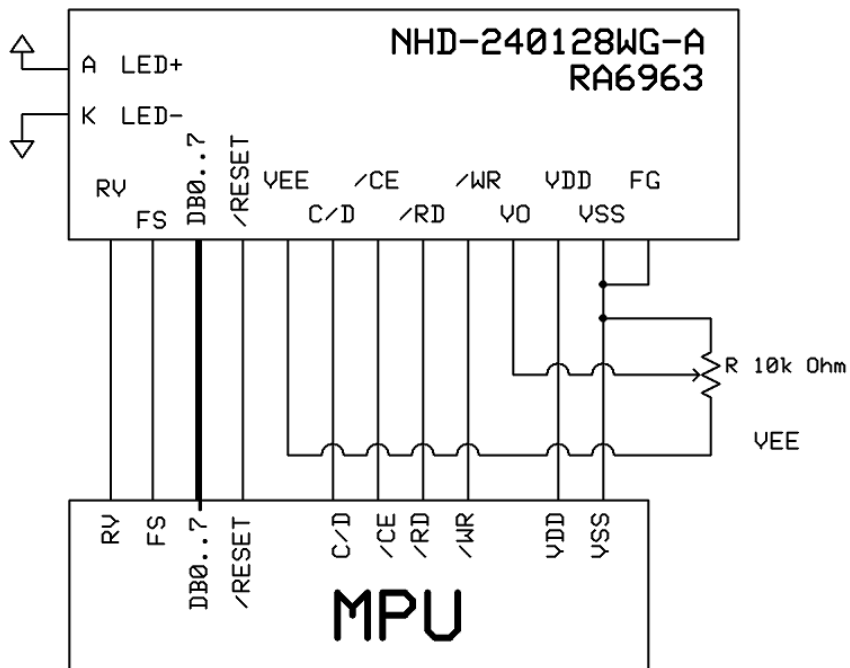 NHD-240128WG-A
RA6963
A LED+
K LED-
RV
FS
DB0..7
/RESET
VEE
C/D
/CE
/RD
/WR
VO
VDD
VSS
FG
R 10k Ohm
VEE
RV
FS
DB0..7
/RESET
C/D
/CE
/RD
/WR
VDD
VSS
MPU